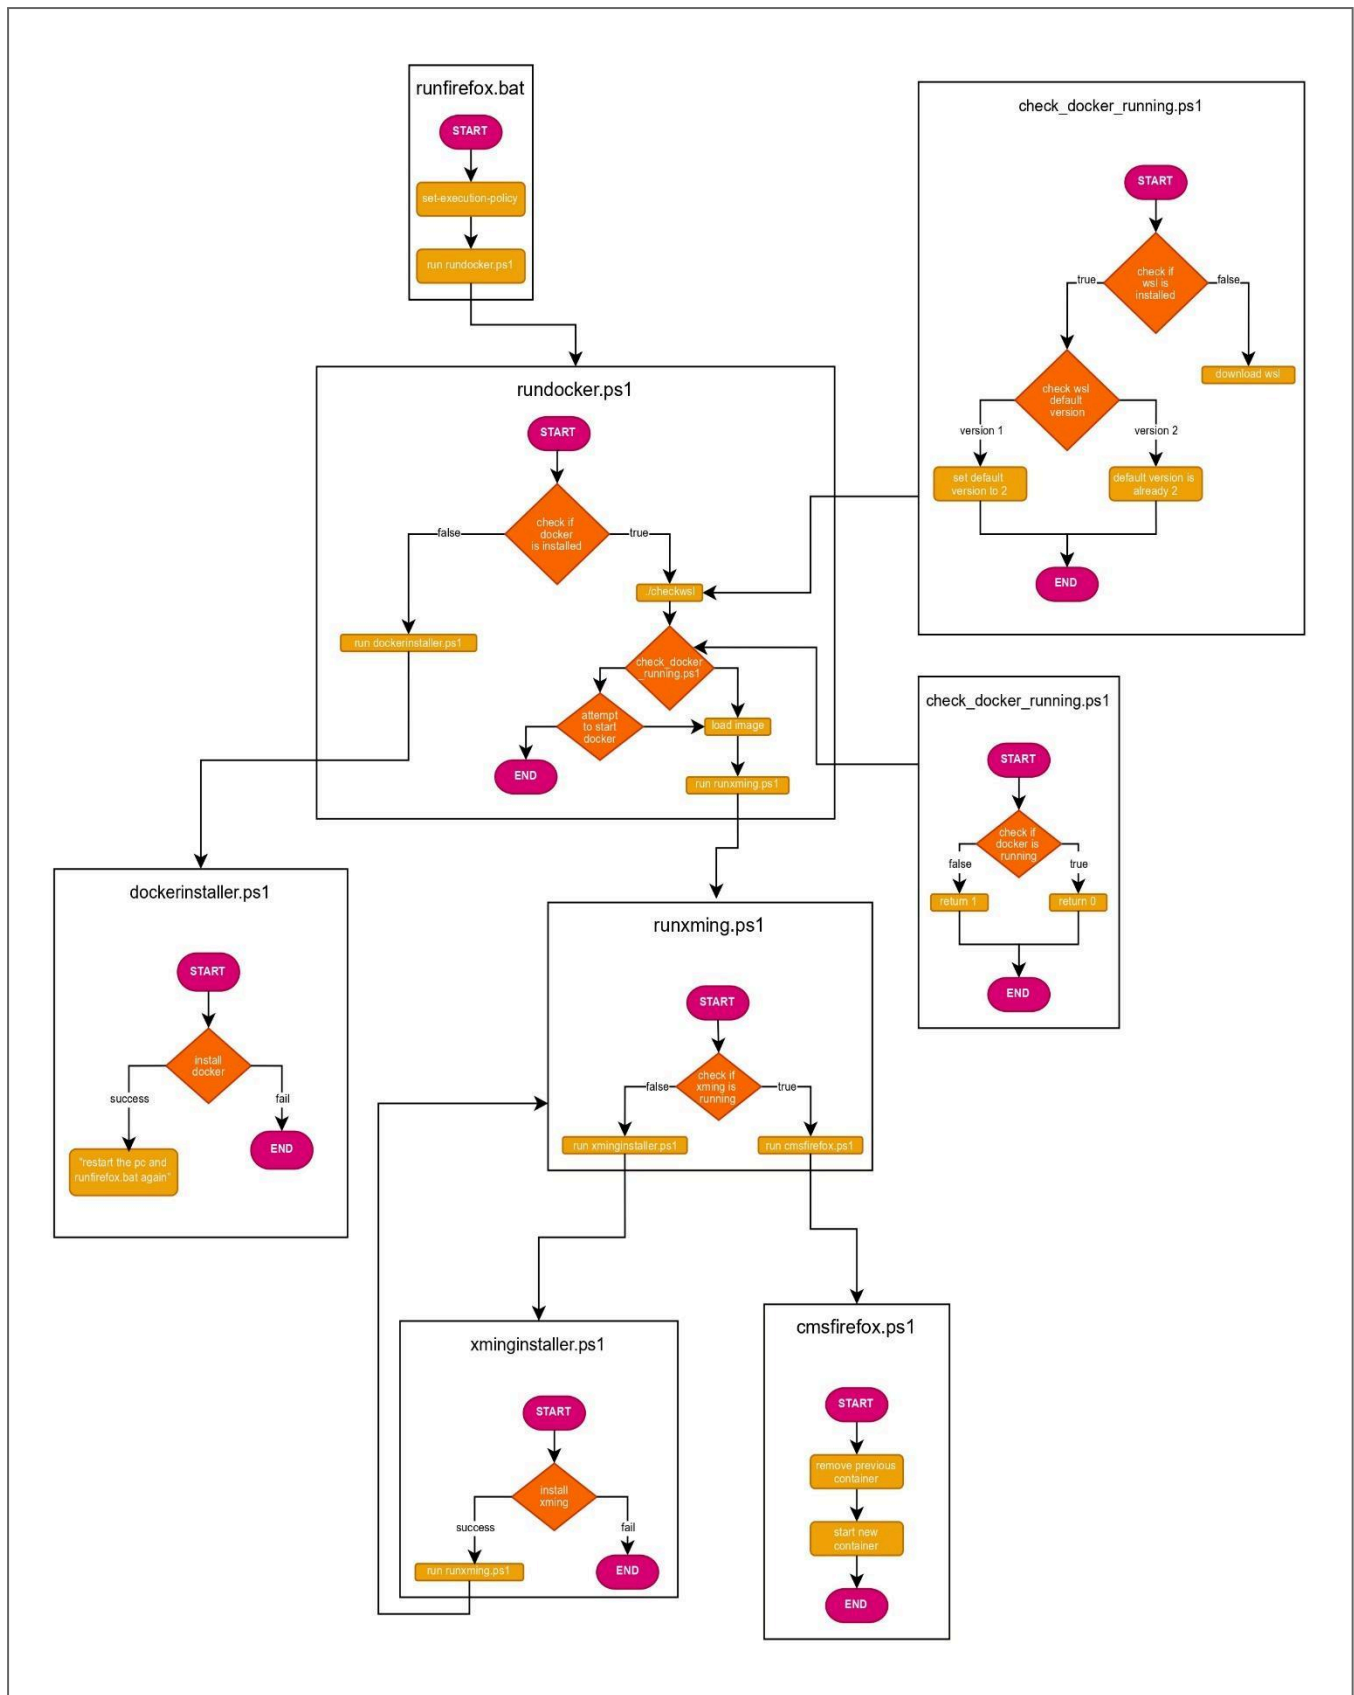 runfirefox.bat
START
set-execution-policy
run rundocker.ps1
check_docker_running.ps1
START
check if
wsl is
installed
true
false
download wsl
check wsl
default
version
version 1
version 2
set default
version to 2
default version is
already 2
END
rundocker.ps1
START
check if
docker
is installed
false
true
./checkwsl
run dockerinstaller.ps1
check_docker
_running.ps1
attempt
to start
docker
load image
END
run runxming.ps1
check_docker_running.ps1
START
check if
docker is
running
false
true
return 1
return 0
END
dockerinstaller.ps1
START
install
docker
success
fail
"restart the pc and
runfirefox.bat again"
END
runxming.ps1
START
check if
xming is
running
false
true
run xminginstaller.ps1
run cmsfirefox.ps1
xminginstaller.ps1
START
install
xming
success
fail
run runxming.ps1
END
cmsfirefox.ps1
START
remove previous
container
start new
container
END